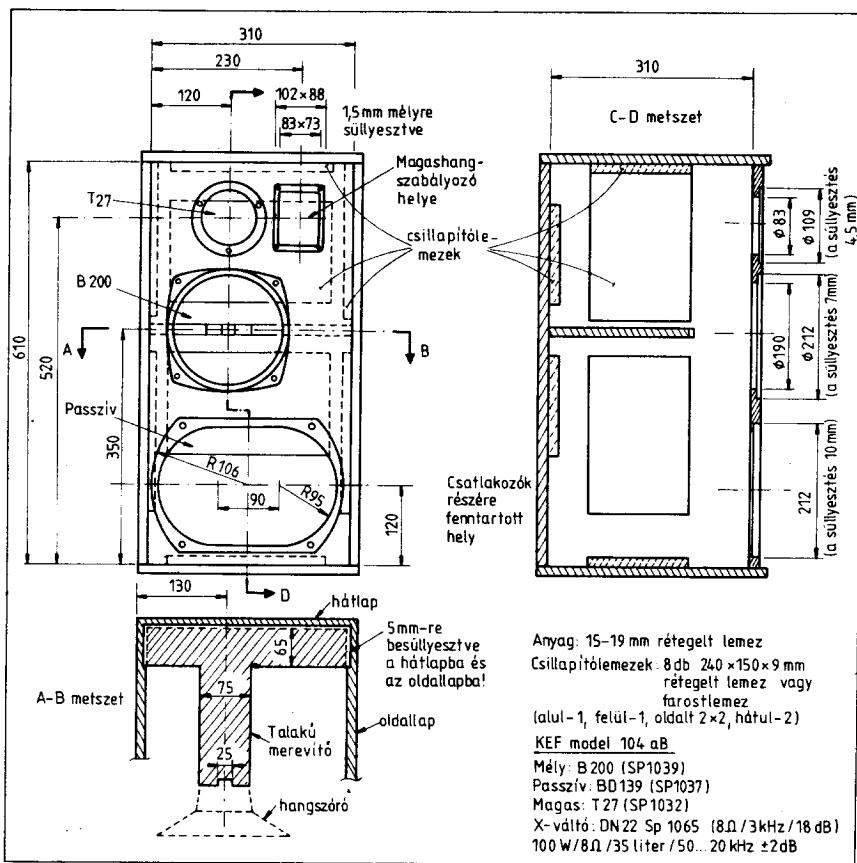 310
230
120
102×88
83×73
1,5mm mélyre
süllyesztve
T27
Magashang-
szabályozó
helye
csillapítóle-
mezek
B 200
A
B
610
520
350
Passzív
R106
90
R95
120
D
310
C-D metszet
Ø83
Ø109
(a süllyesztés
4,5 mm)
Ø190
Ø212
(a süllyesztés 7mm)
212
(a süllyesztés 10 mm)
Csatlakozók
részére
fenntartott
hely
130
hátlap
65
5mm-re
besüllyesztve
a hátlapba és
az oldallapba!
A-B metszet
75
oldallap
Talakú
merevítő
25
hangszóró
Anyag: 15-19 mm rétegelt lemez
Csillapítólemezek: 8 db 240×150×9 mm
rétegelt lemez vagy
farostlemez
(alul-1, felül-1, oldalt 2×2, hátul-2)
KEF model 104 aB
Mély: B200 (SP1039)
Passzív: BD139 (SP1037)
Magas: T27 (SP1032)
X-váltó: DN22 Sp 1065 (8Ω/3kHz/18 dB)
100 W/8Ω/35 liter/50...20 kHz ±2dB